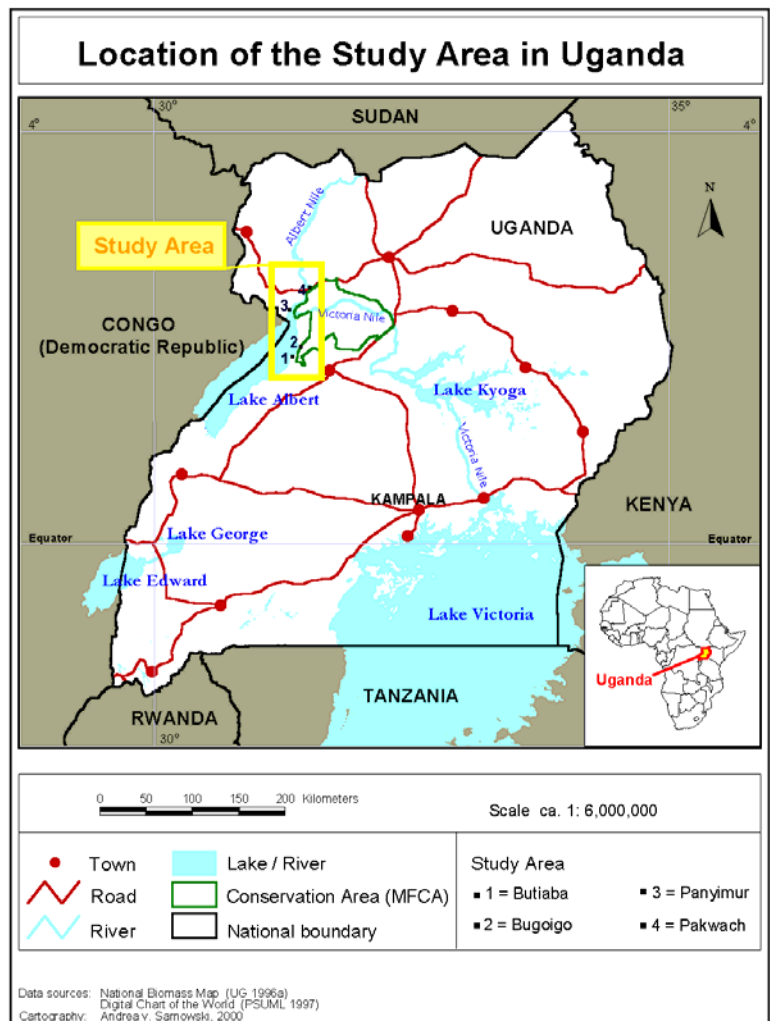 Location of the Study Area in Uganda
30°
35°
4°
SUDAN
4°
Albert Nile
N
UGANDA
Study Area
4
3
Victoria Nile
CONGO
(Democratic Republic)
2
1
Lake Albert
Lake Kyoga
Victoria Nile
KAMPALA
KENYA
Equator
Lake George
Equator
Lake Edward
Lake Victoria
Uganda
TANZANIA
RWANDA
30°
0 50 100 150 200 Kilometers
Scale ca. 1: 6,000,000
Town
Lake / River
Road
Conservation Area (MFCA)
River
National boundary
Study Area
1 = Butiaba
3 = Panyimur
2 = Bugoigo
4 = Pakwach
Data sources: National Biomass Map (UG 1996a)
Digital Chart of the World (PSUML 1997)
Cartography: Andrea v. Sarnowski, 2000